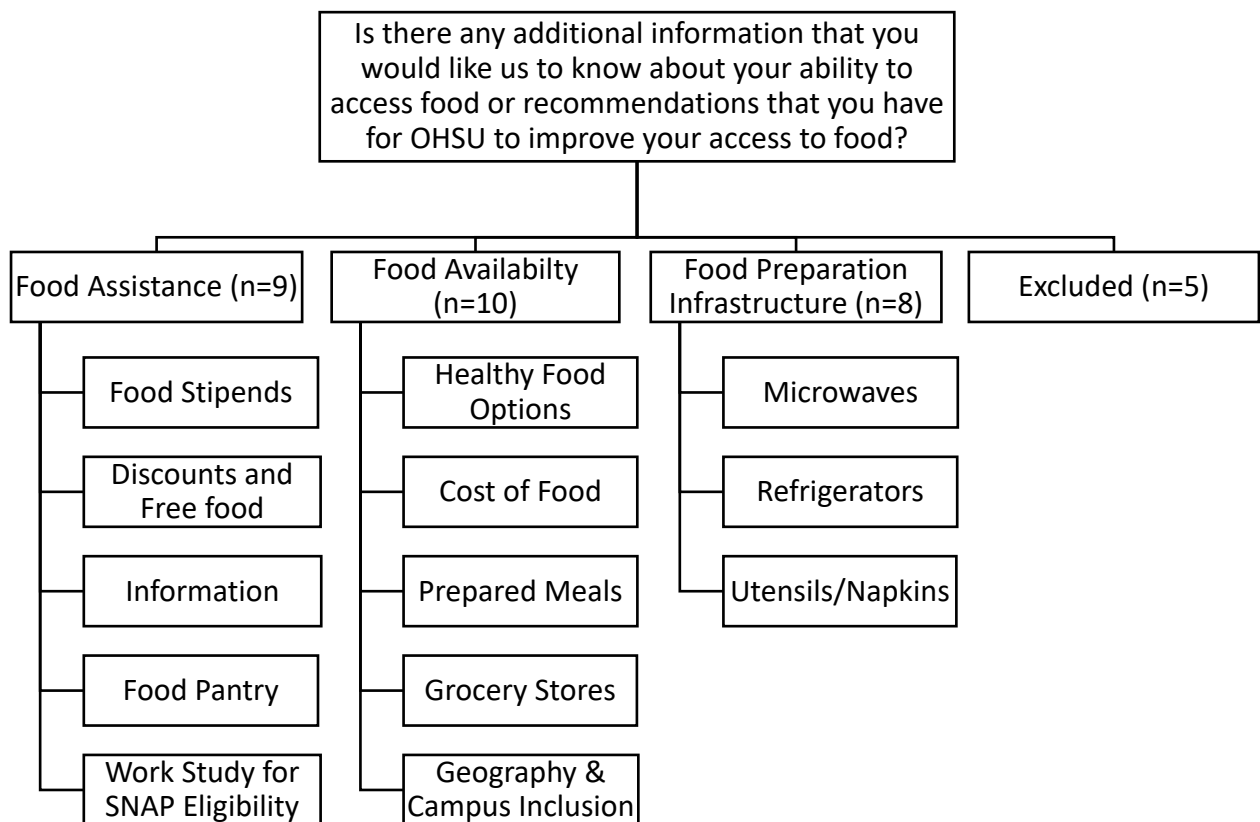 Is there any additional information that you
would like us to know about your ability to
access food or recommendations that you have
for OHSU to improve your access to food?
Food Assistance (n=9)
Food Stipends
Discounts and
Free food
Information
Food Pantry
Work Study for
SNAP Eligibility
Food Availabilty
(n=10)
Healthy Food
Options
Cost of Food
Prepared Meals
Grocery Stores
Geography &
Campus Inclusion
Food Preparation
Infrastructure (n=8)
Microwaves
Refrigerators
Utensils/Napkins
Excluded (n=5)